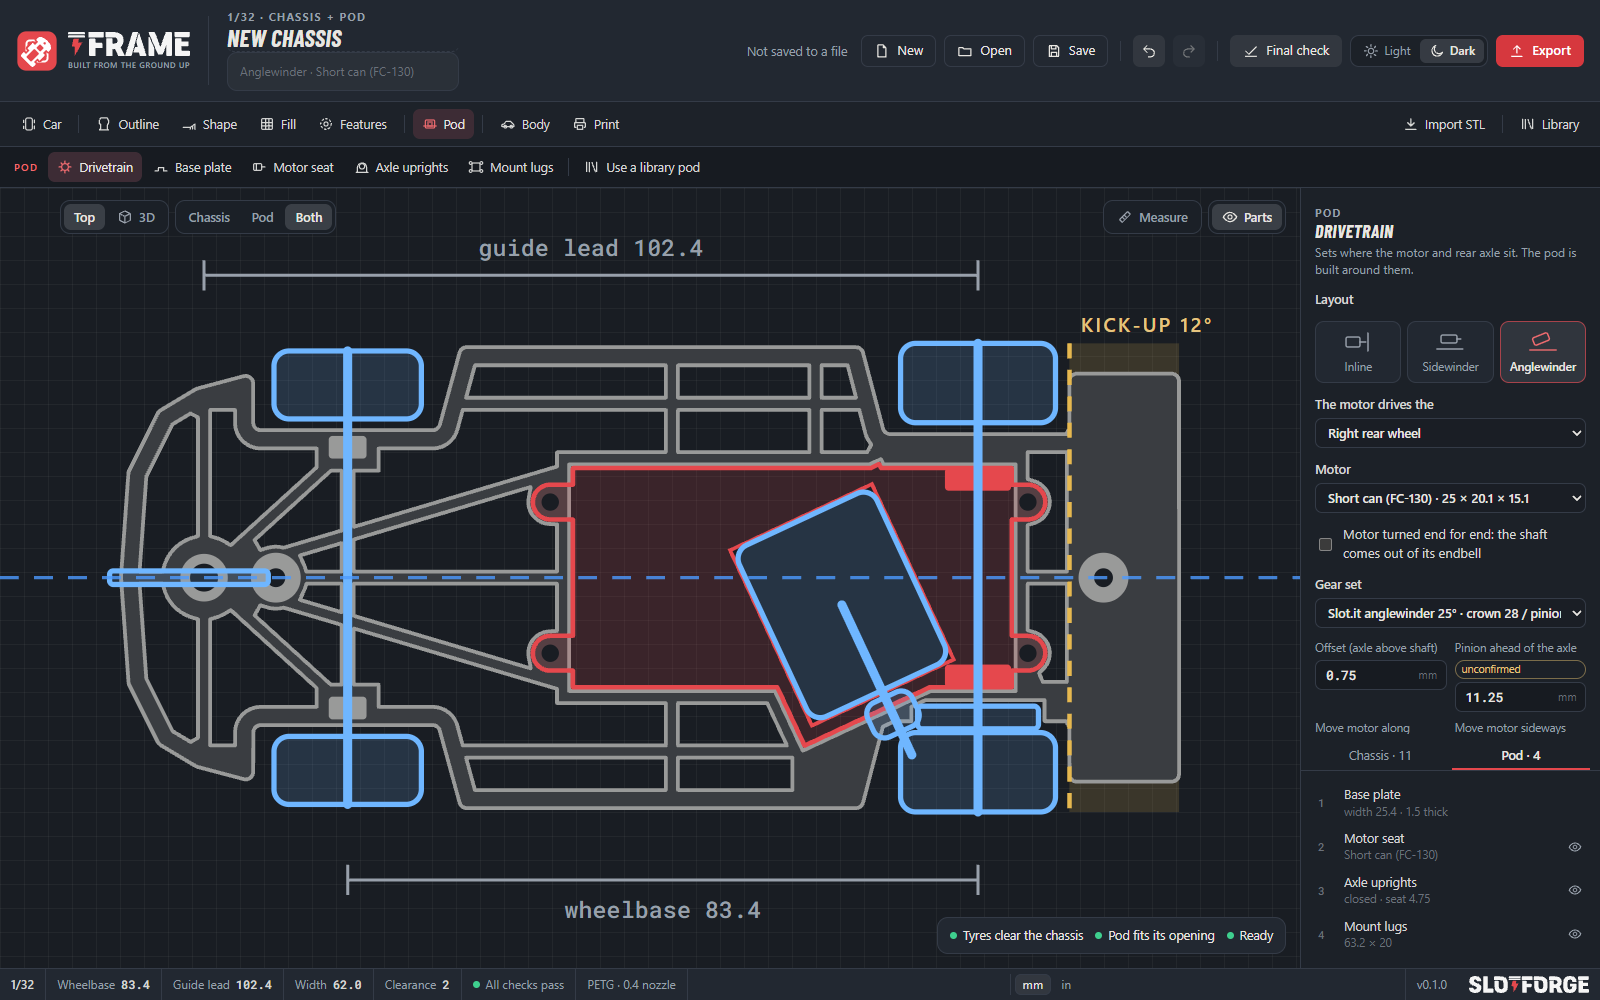 FRAME
BUILT FROM THE GROUND UP
1/32 · CHASSIS + POD
NEW CHASSIS
Anglewinder · Short can (FC-130)
Not saved to a file
New
Open
Save
Final check
Light
Dark
Export
Car
Outline
Shape
Fill
Features
Pod
Body
Print
Import STL
Library
POD
Drivetrain
Base plate
Motor seat
Axle uprights
Mount lugs
Use a library pod
Top
3D
Chassis
Pod
Both
Measure
Parts
guide lead 102.4
KICK-UP 12°
wheelbase 83.4
Tyres clear the chassis
Pod fits its opening
Ready
POD
DRIVETRAIN
Sets where the motor and rear axle sit. The pod is
built around them.
Layout
Inline
Sidewinder
Anglewinder
The motor drives the
Right rear wheel
Motor
Short can (FC-130) · 25 × 20.1 × 15.1
Motor turned end for end: the shaft
comes out of its endbell
Gear set
Slot.it anglewinder 25° · crown 28 / pinion
Offset (axle above shaft)
0.75 mm
Pinion ahead of the axle
unconfirmed
11.25 mm
Move motor along
Move motor sideways
Chassis · 11
Pod · 4
1 Base plate
width 25.4 · 1.5 thick
2 Motor seat
Short can (FC-130)
3 Axle uprights
closed · seat 4.75
4 Mount lugs
63.2 × 20
1/32
Wheelbase 83.4
Guide lead 102.4
Width 62.0
Clearance 2
All checks pass
PETG · 0.4 nozzle
mm
in
v0.1.0
SLOTFORGE